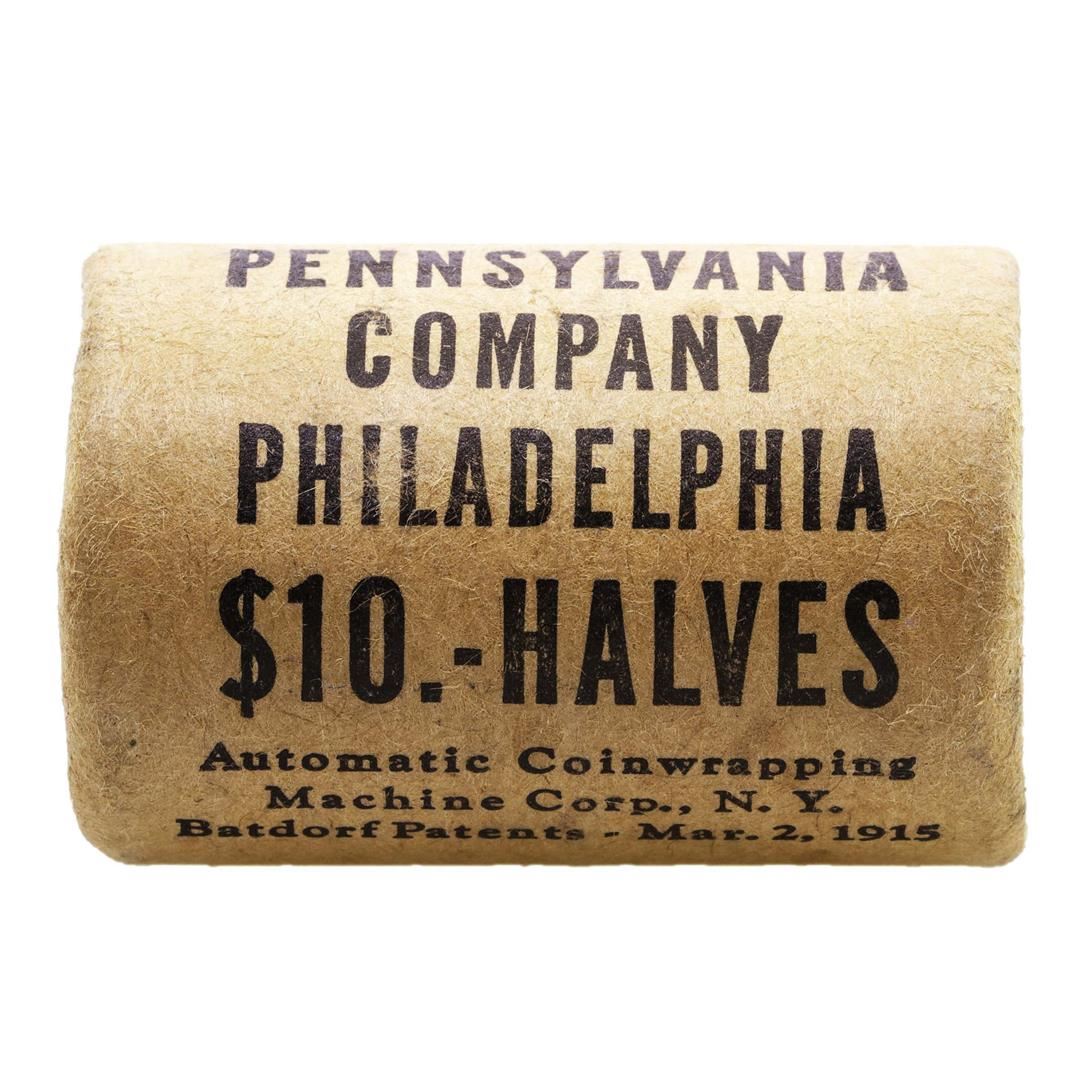 PENNSYLVANIA
COMPANY
PHILADELPHIA
$10.-HALVES
Automatic Coinwrapping
Machine Corp., N. Y.
Batdorf Patents - Mar. 2, 1915